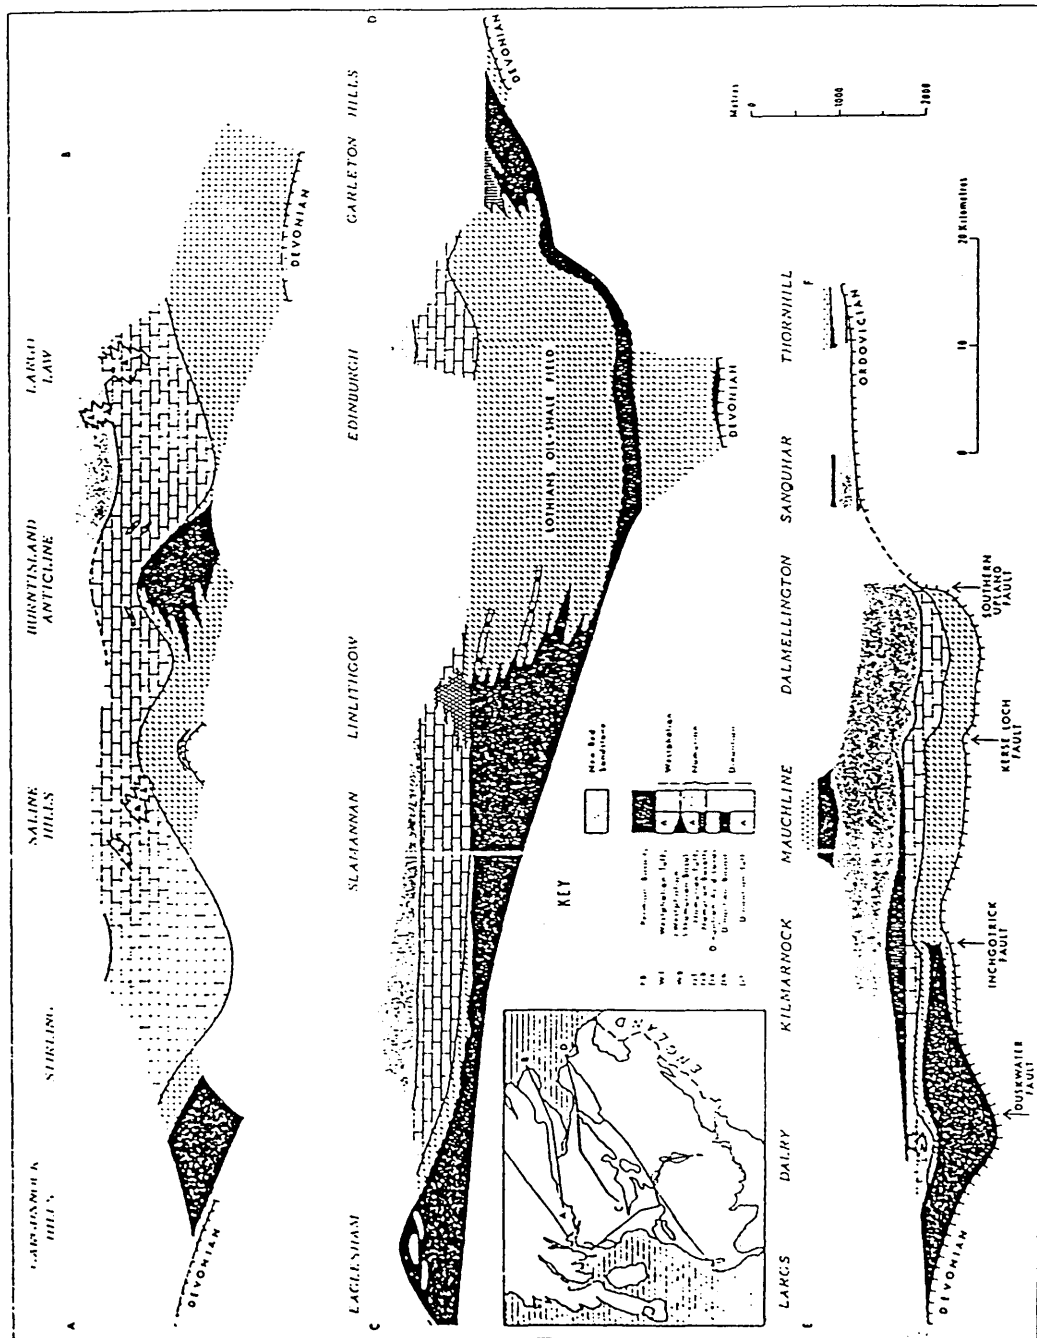 A
B
STIRLING
SALINE
HILLS
BURNTISLAND
ANTICLINE
LARGO
LAW
DEVONIAN
DEVONIAN
C
D
EAGLESHAM
SLAMANNAN
LINLITHGOW
EDINBURGH
GARLETON HILLS
LOTHIANS OIL-SHALE FIELD
DEVONIAN
DEVONIAN
KEY
New Red
Sandstone
Westphalian
Namurian
Dinantian
A
B
C
D
ENGLAND
E
F
LARGS
DALRY
KILMARNOCK
MAUCHLINE
DALMELLINGTON
SANQUHAR
THORNHILL
DEVONIAN
ORDOVICIAN
DUSKWATER
FAULT
INCHGOTRICK
FAULT
KERSE LOCH
FAULT
SOUTHERN
UPLAND
FAULT
0 10 20 Kilometres
Metres
0
1000
2000